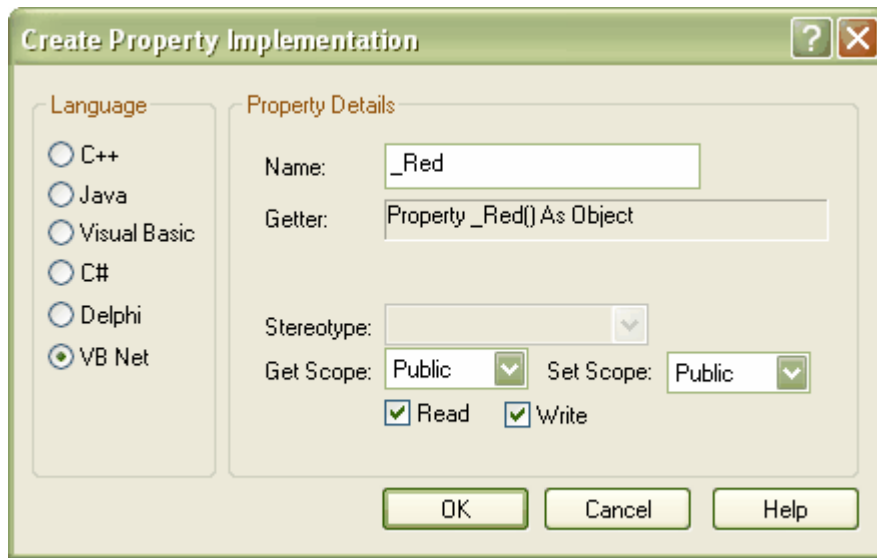 Create Property Implementation
Language
C++
Java
Visual Basic
C#
Delphi
VB Net
Property Details
Name: _Red
Getter: Property _Red() As Object
Stereotype:
Get Scope: Public Set Scope: Public
Read Write
OK Cancel Help